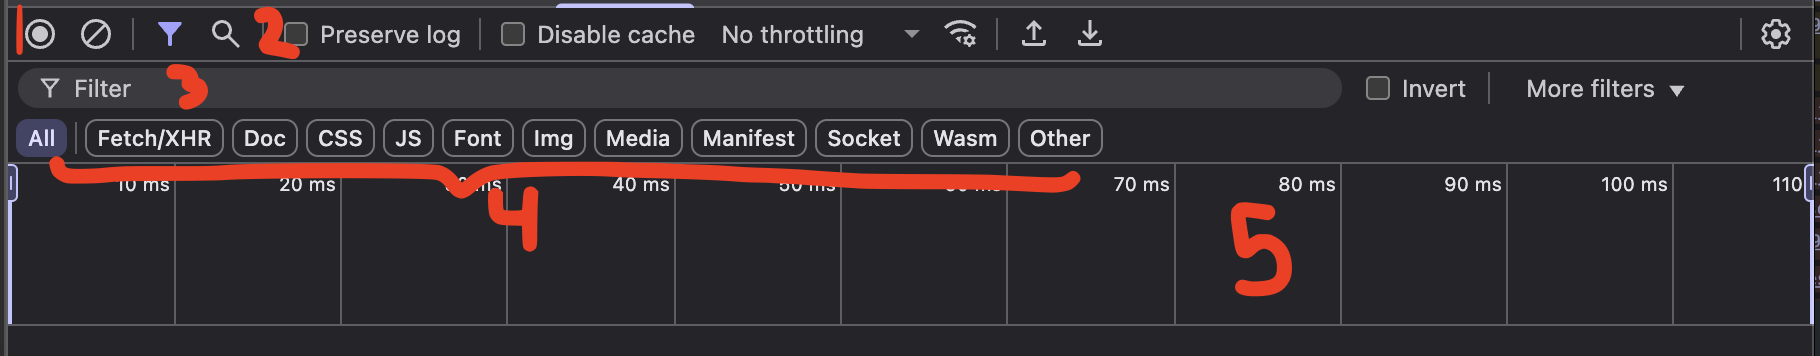 1 2 Preserve log Disable cache No throttling
Filter 3 Invert More filters
All Fetch/XHR Doc CSS JS Font Img Media Manifest Socket Wasm Other
10 ms 20 ms 30 ms 40 ms 50 ms 60 ms 70 ms 80 ms 90 ms 100 ms 110
4 5